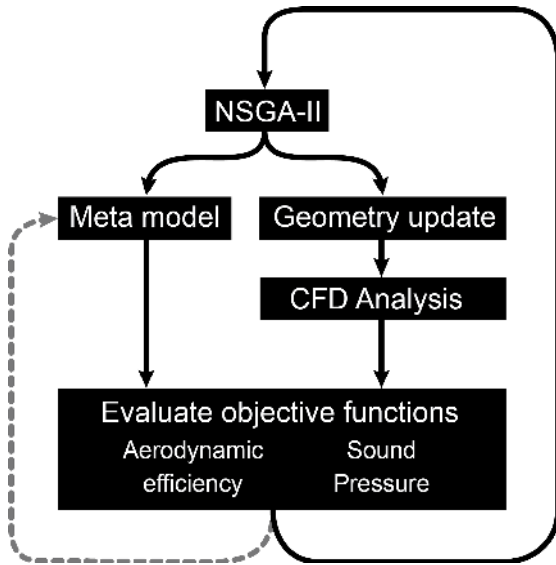 NSGA-II
Meta model
Geometry update
CFD Analysis
Evaluate objective functions
Aerodynamic
efficiency
Sound
Pressure